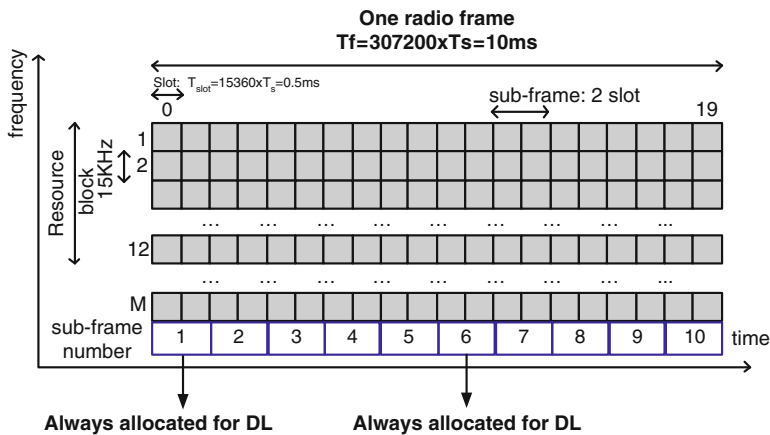 One radio frame
Tf=307200xTs=10ms
Slot: Tslot=15360xTs=0.5ms
sub-frame: 2 slot
0
19
frequency
Resource
block
15KHz
1
2
... ... ... ... ... ... ... ... ...
12
... ... ... ... ... ... ... ... ...
M
sub-frame
number
1 2 3 4 5 6 7 8 9 10
time
Always allocated for DL
Always allocated for DL